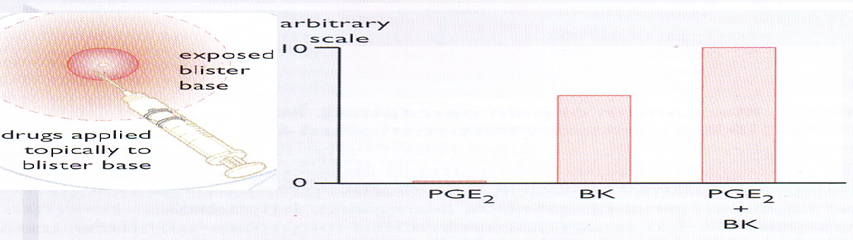 exposed
blister
base
drugs applied
topically to
blister base
arbitrary
scale
10
0
PGE2
BK
PGE2
+
BK